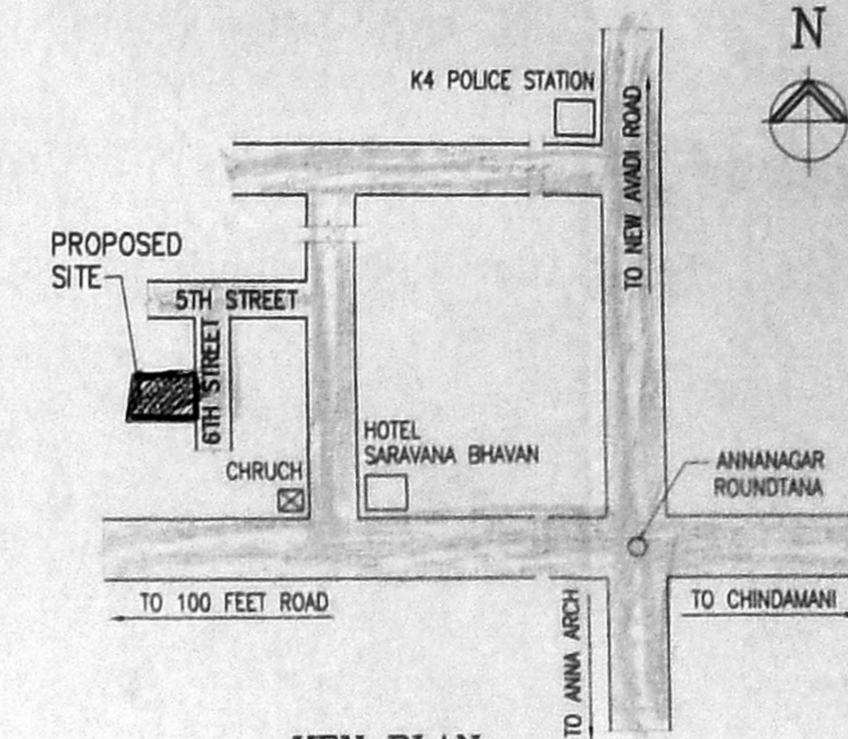 N
K4 POLICE STATION
TO NEW AVADI ROAD
PROPOSED
SITE
5TH STREET
6TH STREET
HOTEL
SARAVANA BHAVAN
CHRUCH
ANNANAGAR
ROUNDTANA
TO 100 FEET ROAD
TO CHINDAMANI
TO ANNA ARCH